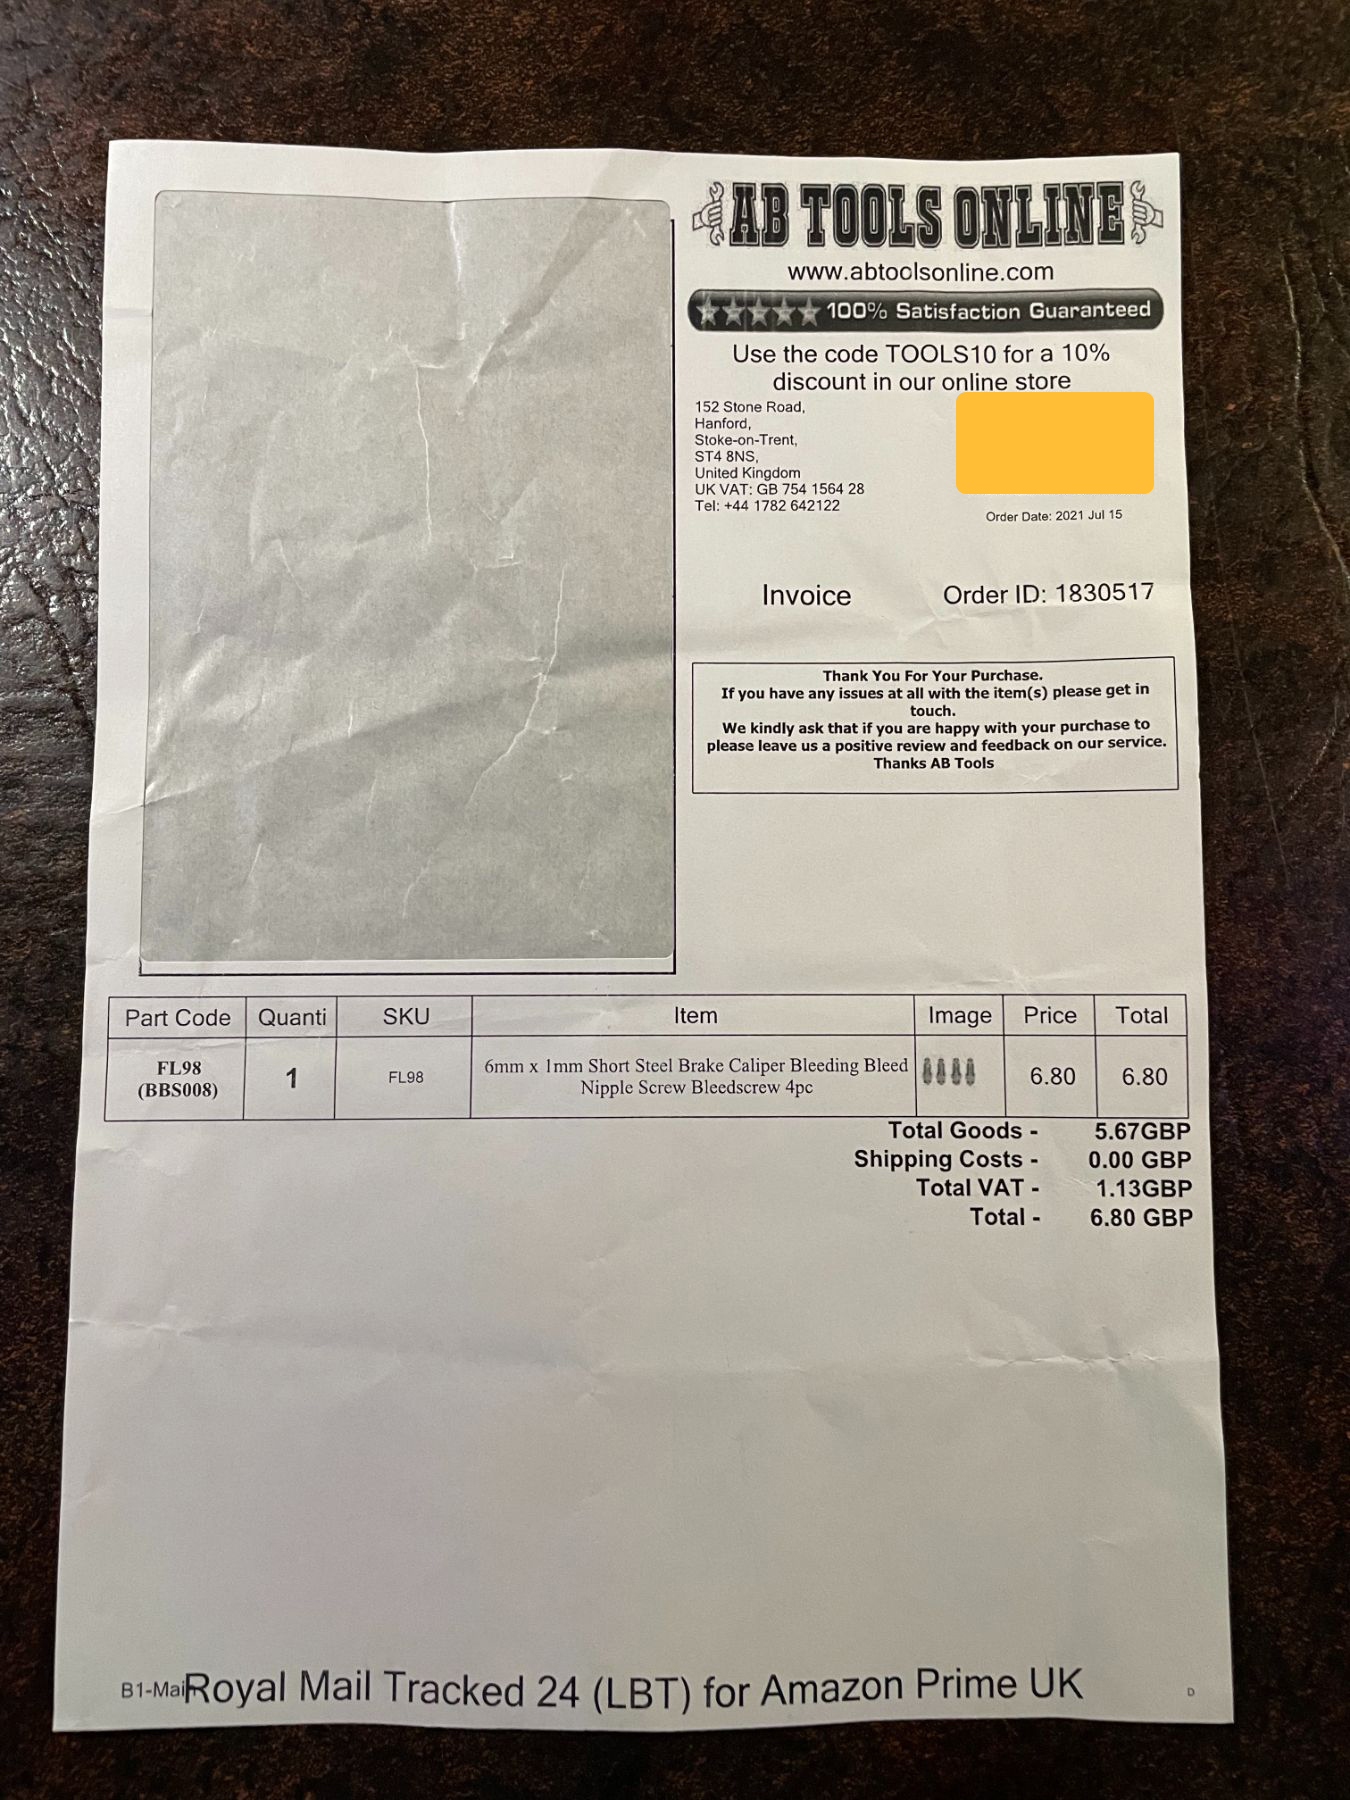 AB TOOLS ONLINE
www.abtoolsonline.com
100% Satisfaction Guaranteed
Use the code TOOLS10 for a 10%
discount in our online store
152 Stone Road,
Hanford,
Stoke-on-Trent,
ST4 8NS,
United Kingdom
UK VAT: GB 754 1564 28
Tel: +44 1782 642122
Order Date: 2021 Jul 15
Invoice Order ID: 1830517
Thank You For Your Purchase.
If you have any issues at all with the item(s) please get in
touch.
We kindly ask that if you are happy with your purchase to
please leave us a positive review and feedback on our service.
Thanks AB Tools
Part Code Quanti SKU Item Image Price Total
FL98
(BBS008)
1
FL98
6mm x 1mm Short Steel Brake Caliper Bleeding Bleed
Nipple Screw Bleedscrew 4pc
6.80 6.80
Total Goods - 5.67GBP
Shipping Costs - 0.00 GBP
Total VAT - 1.13GBP
Total - 6.80 GBP
B1-Mai Royal Mail Tracked 24 (LBT) for Amazon Prime UK D